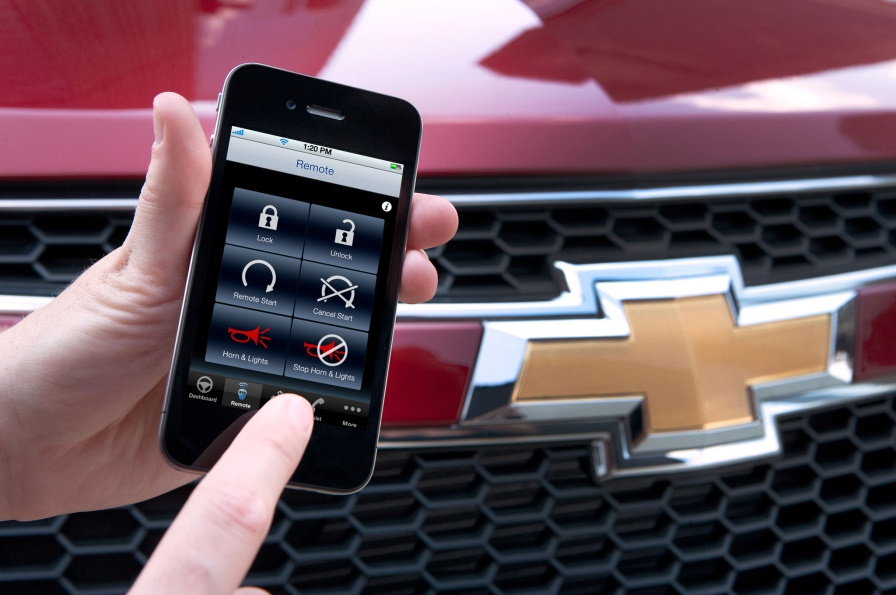 1:20 PM
Remote
Lock
Unlock
Remote Start
Cancel Start
Horn & Lights
Stop Horn & Lights
Dashboard
Remote
More